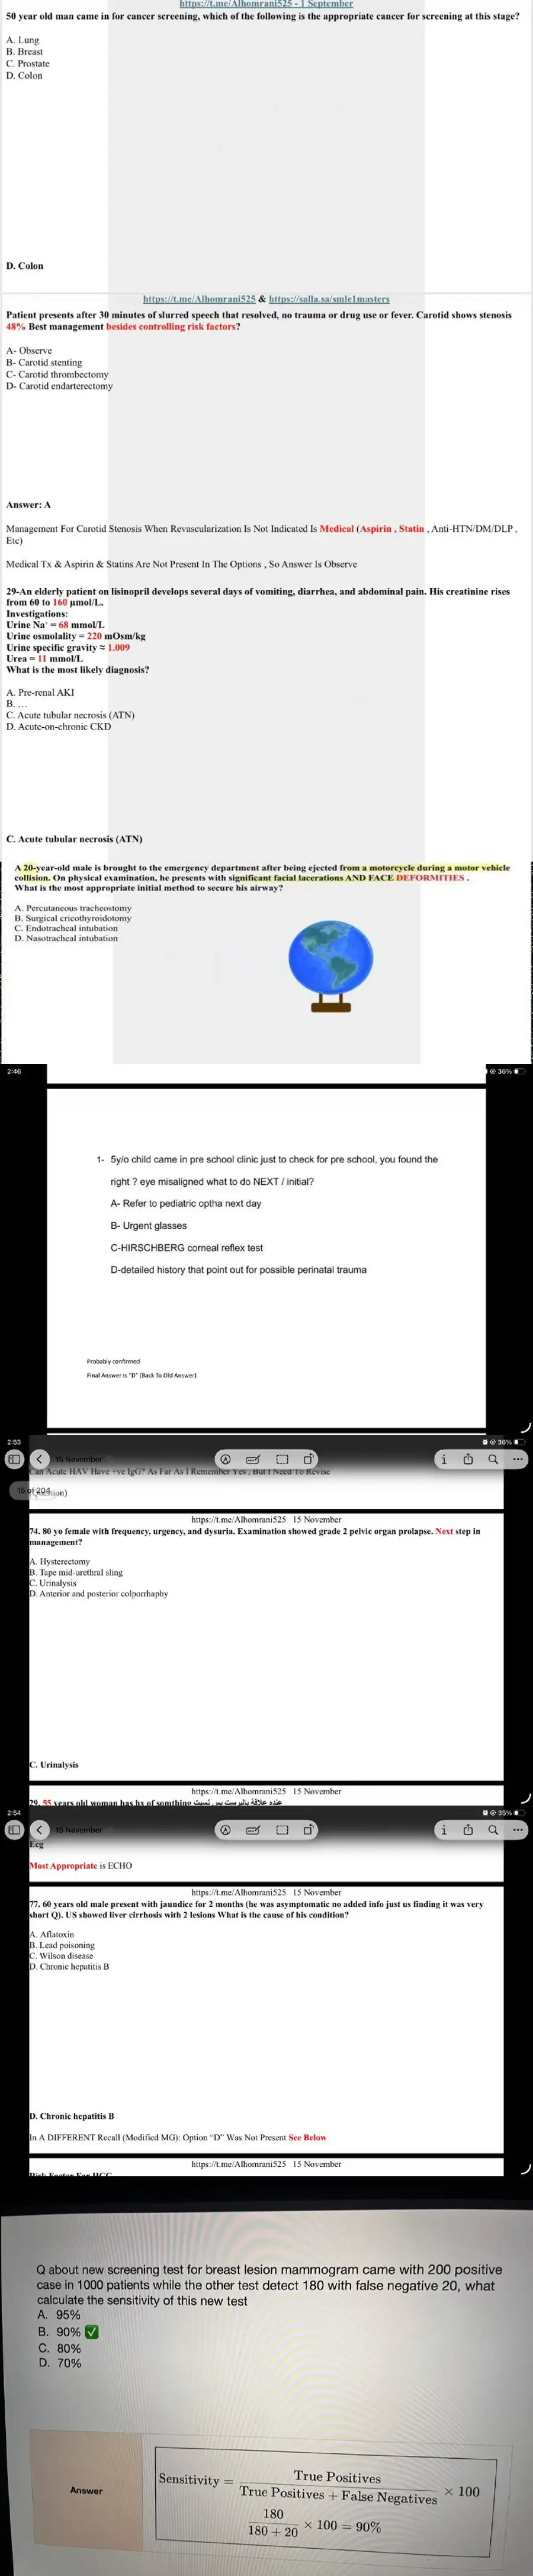 https://t.me/Alhomrani525 - 1 September
50 year old man came in for cancer screening, which of the following is the appropriate cancer for screening at this stage?
A. Lung
B. Breast
C. Prostate
D. Colon
D. Colon
https://t.me/Alhomrani525 & https://salla.sa/smle1masters
Patient presents after 30 minutes of slurred speech that resolved, no trauma or drug use or fever. Carotid shows stenosis
48% Best management besides controlling risk factors?
A- Observe
B- Carotid stenting
C- Carotid thrombectomy
D- Carotid endarterectomy
Answer: A
Management For Carotid Stenosis When Revascularization Is Not Indicated Is Medical (Aspirin , Statin , Anti-HTN/DM/DLP ,
Etc)
Medical Tx & Aspirin & Statins Are Not Present In The Options , So Answer Is Observe
29-An elderly patient on lisinopril develops several days of vomiting, diarrhea, and abdominal pain. His creatinine rises
from 60 to 160 µmol/L.
Investigations:
Urine Na⁺ = 68 mmol/L
Urine osmolality = 220 mOsm/kg
Urine specific gravity ≈ 1.009
Urea = 11 mmol/L
What is the most likely diagnosis?
A. Pre-renal AKI
B. …
C. Acute tubular necrosis (ATN)
D. Acute-on-chronic CKD
C. Acute tubular necrosis (ATN)
A 20-year-old male is brought to the emergency department after being ejected from a motorcycle during a motor vehicle
collision. On physical examination, he presents with significant facial lacerations AND FACE DEFORMITIES .
What is the most appropriate initial method to secure his airway?
A. Percutaneous tracheostomy
B. Surgical cricothyroidotomy
C. Endotracheal intubation
D. Nasotracheal intubation
2:46
36%
1- 5y/o child came in pre school clinic just to check for pre school, you found the
right ? eye misaligned what to do NEXT / initial?
A- Refer to pediatric optha next day
B- Urgent glasses
C-HIRSCHBERG corneal reflex test
D-detailed history that point out for possible perinatal trauma
Probably confirmed
Final Answer is "D" (Back To Old Answer)
2:53
36%
15 November
Can Acute HAV Have +ve IgG? As Far As I Remember Yes , But I Need To Revise
15 of 204
https://t.me/Alhomrani525 15 November
74. 80 yo female with frequency, urgency, and dysuria. Examination showed grade 2 pelvic organ prolapse. Next step in
management?
A. Hysterectomy
B. Tape mid-urethral sling
C. Urinalysis
D. Anterior and posterior colporrhaphy
C. Urinalysis
https://t.me/Alhomrani525 15 November
29. 55 years old woman has hx of somthing عنده علاقة بالبرست بس نسيت
2:54
35%
15 November
Ecg
Most Appropriate is ECHO
https://t.me/Alhomrani525 15 November
77. 60 years old male present with jaundice for 2 months (he was asymptomatic no added info just us finding it was very
short Q). US showed liver cirrhosis with 2 lesions What is the cause of his condition?
A. Aflatoxin
B. Lead poisoning
C. Wilson disease
D. Chronic hepatitis B
D. Chronic hepatitis B
In A DIFFERENT Recall (Modified MG): Option “D” Was Not Present See Below
https://t.me/Alhomrani525 15 November
Risk Factor For HCC
Q about new screening test for breast lesion mammogram came with 200 positive
case in 1000 patients while the other test detect 180 with false negative 20, what
calculate the sensitivity of this new test
A. 95%
B. 90% ✅
C. 80%
D. 70%
Answer
Sensitivity = True Positives / True Positives + False Negatives × 100
180 / 180 + 20 × 100 = 90%